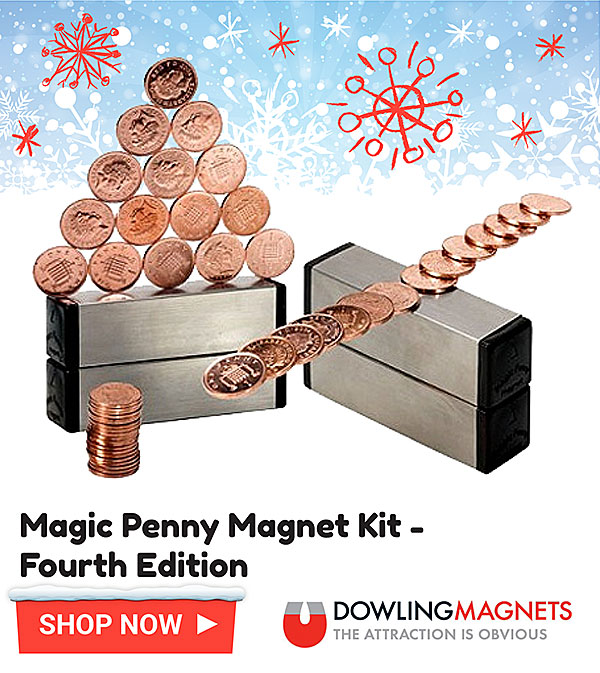 Magic Penny Magnet Kit -
Fourth Edition
SHOP NOW
DOWLINGMAGNETS
THE ATTRACTION IS OBVIOUS